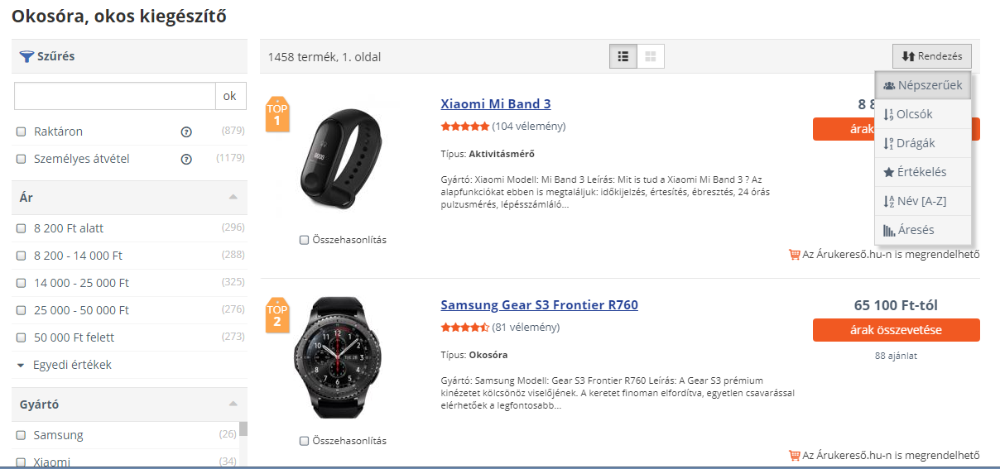 Okosóra, okos kiegészítő
Szűrés
ok
Raktáron (879)
Személyes átvétel (1179)
Ár
8 200 Ft alatt (296)
8 200 - 14 000 Ft (288)
14 000 - 25 000 Ft (325)
25 000 - 50 000 Ft (276)
50 000 Ft felett (273)
Egyedi értékek
Gyártó
Samsung (26)
Xiaomi (34)
1458 termék, 1. oldal
Rendezés
Népszerűek
Olcsók
Drágák
Értékelés
Név [A-Z]
Áresés
TOP
1
Xiaomi Mi Band 3
(104 vélemény)
Típus: Aktivitásmérő
Gyártó: Xiaomi Modell: Mi Band 3 Leírás: Mit is tud a Xiaomi Mi Band 3 ? Az
alapfunkciókat ebben is megtaláljuk: időkijelzés, értesítés, ébresztés, 24 órás
pulzusmérés, lépésszámláló...
Összehasonlítás
árak
Az Árukereső.hu-n is megrendelhető
TOP
2
Samsung Gear S3 Frontier R760
(81 vélemény)
Típus: Okosóra
Gyártó: Samsung Modell: Gear S3 Frontier R760 Leírás: A Gear S3 prémium
kinézetet kölcsönöz viselőjének. A keretet finoman elfordítva, egyetlen csavarással
elérhetőek a legfontosabb...
Összehasonlítás
65 100 Ft-tól
árak összevetése
88 ajánlat
Az Árukereső.hu-n is megrendelhető